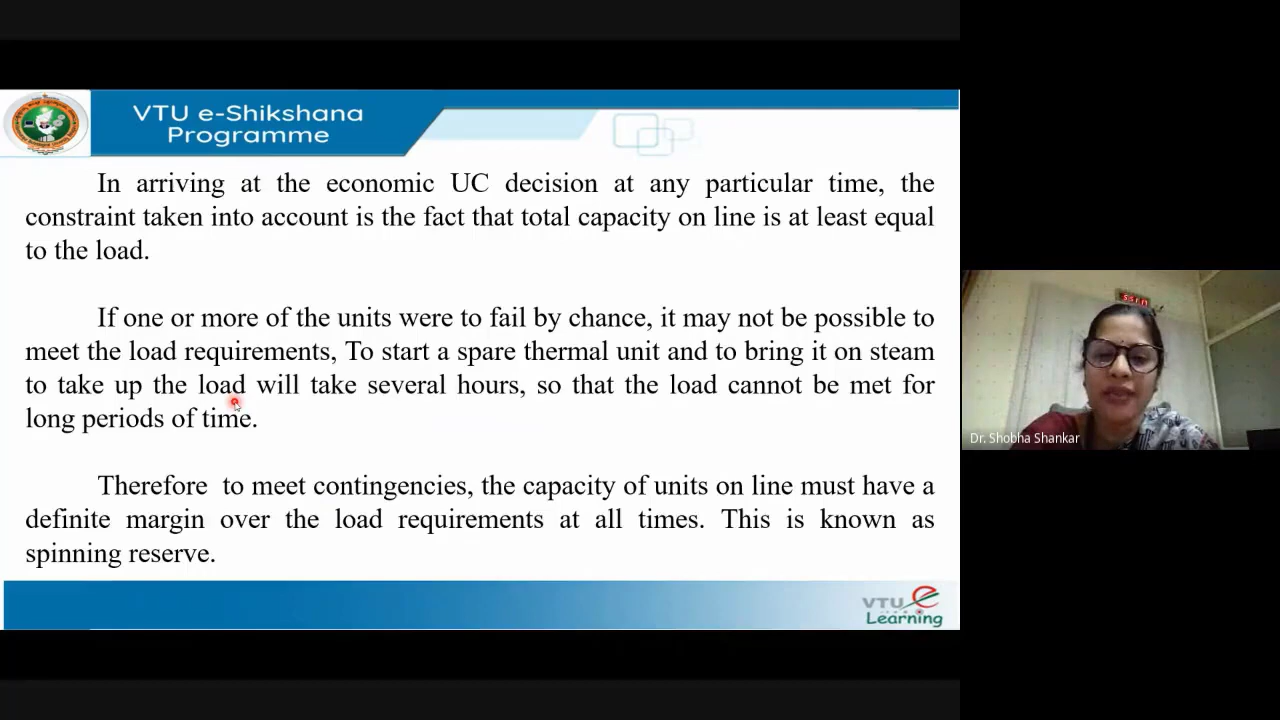 VTU e-Shikshana
Programme
In arriving at the economic UC decision at any particular time, the
constraint taken into account is the fact that total capacity on line is at least equal
to the load.
If one or more of the units were to fail by chance, it may not be possible to
meet the load requirements, To start a spare thermal unit and to bring it on steam
to take up the load will take several hours, so that the load cannot be met for
long periods of time.
Therefore to meet contingencies, the capacity of units on line must have a
definite margin over the load requirements at all times. This is known as
spinning reserve.
VTU e
Learning
Dr. Shobha Shankar